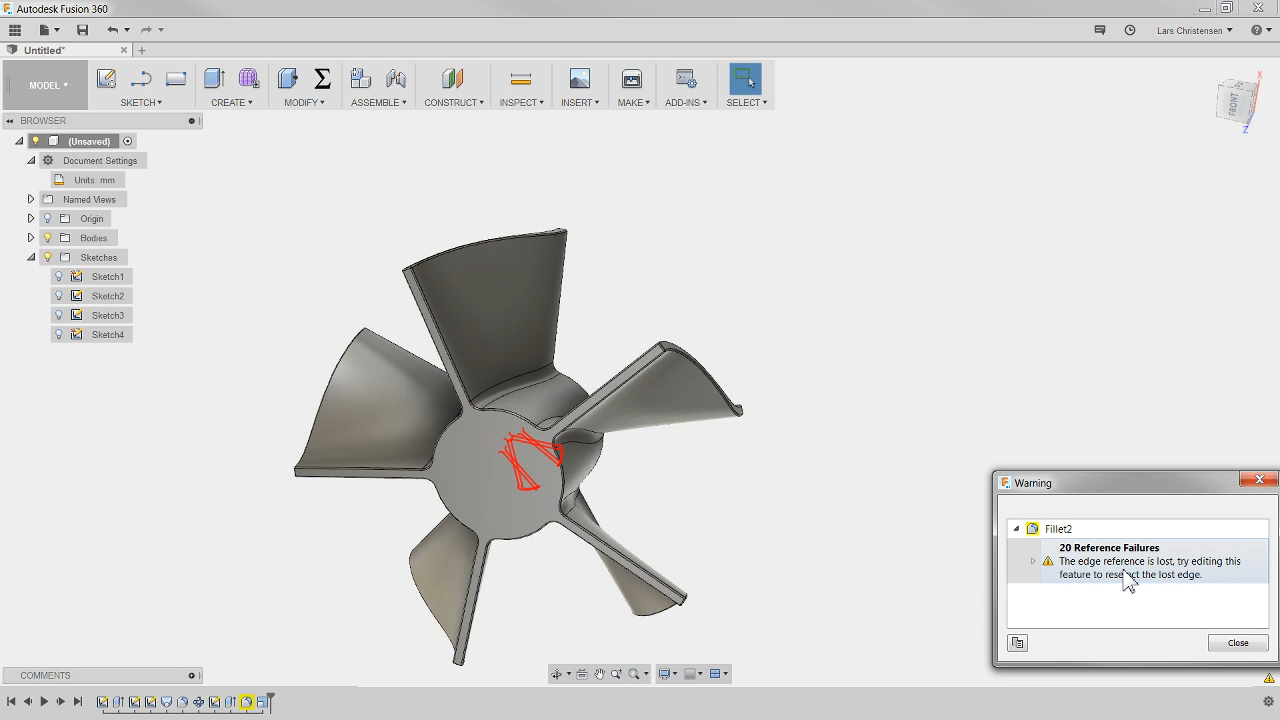 Autodesk Fusion 360
Lars Christensen
Untitled*
MODEL
SKETCH
CREATE
MODIFY
ASSEMBLE
CONSTRUCT
INSPECT
INSERT
MAKE
ADD-INS
SELECT
BROWSER
(Unsaved)
Document Settings
Units: mm
Named Views
Origin
Bodies
Sketches
Sketch1
Sketch2
Sketch3
Sketch4
FRONT
X
Z
Warning
Fillet2
20 Reference Failures
The edge reference is lost, try editing this
feature to reselect the lost edge.
Close
COMMENTS